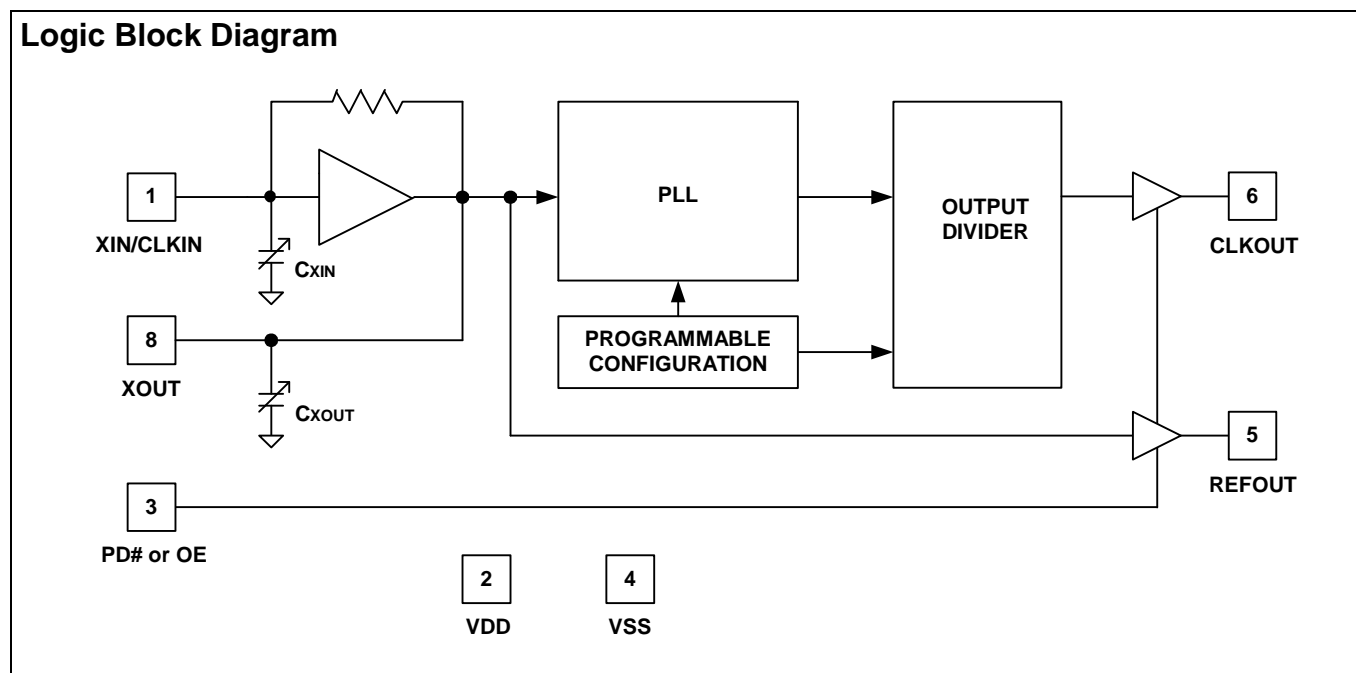 Logic Block Diagram
1
XIN/CLKIN
CXIN
8
XOUT
CXOUT
3
PD# or OE
PLL
PROGRAMMABLE
CONFIGURATION
OUTPUT
DIVIDER
6
CLKOUT
5
REFOUT
2
VDD
4
VSS